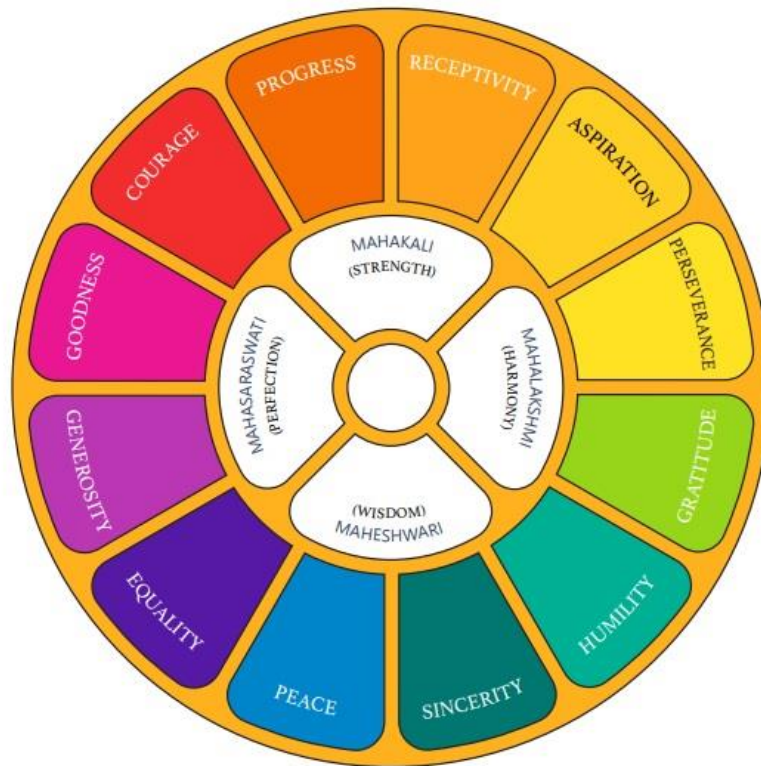 PROGRESS
RECEPTIVITY
ASPIRATION
PERSEVERANCE
GRATITUDE
HUMILITY
SINCERITY
PEACE
EQUALITY
GENEROSITY
GOODNESS
COURAGE
MAHAKALI
(STRENGTH)
MAHALAKSHMI
(HARMONY)
(WISDOM)
MAHESHWARI
MAHASARASWATI
(PERFECTION)